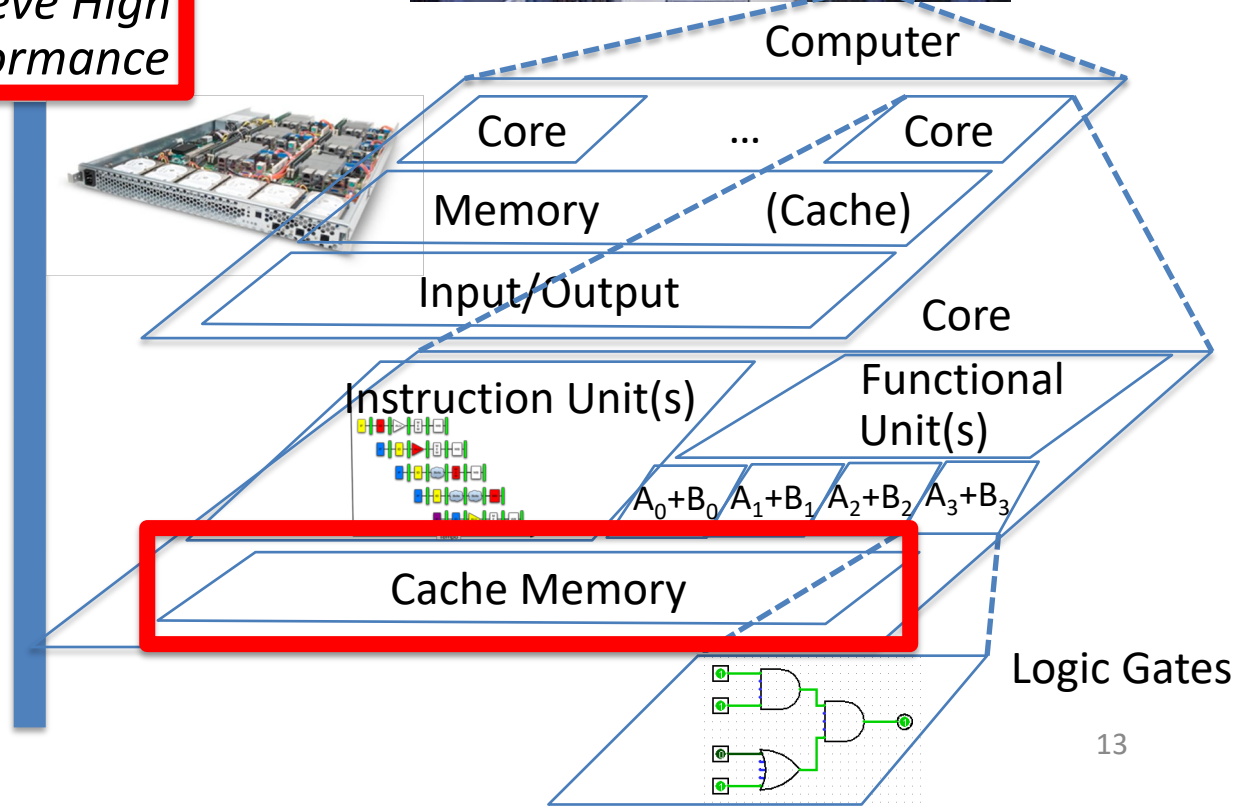 eve High
ormance
Computer
Core ... Core
Memory (Cache)
Input/Output
Core
Instruction Unit(s)
Functional
Unit(s)
A₀+B₀ A₁+B₁ A₂+B₂ A₃+B₃
Cache Memory
Logic Gates
13